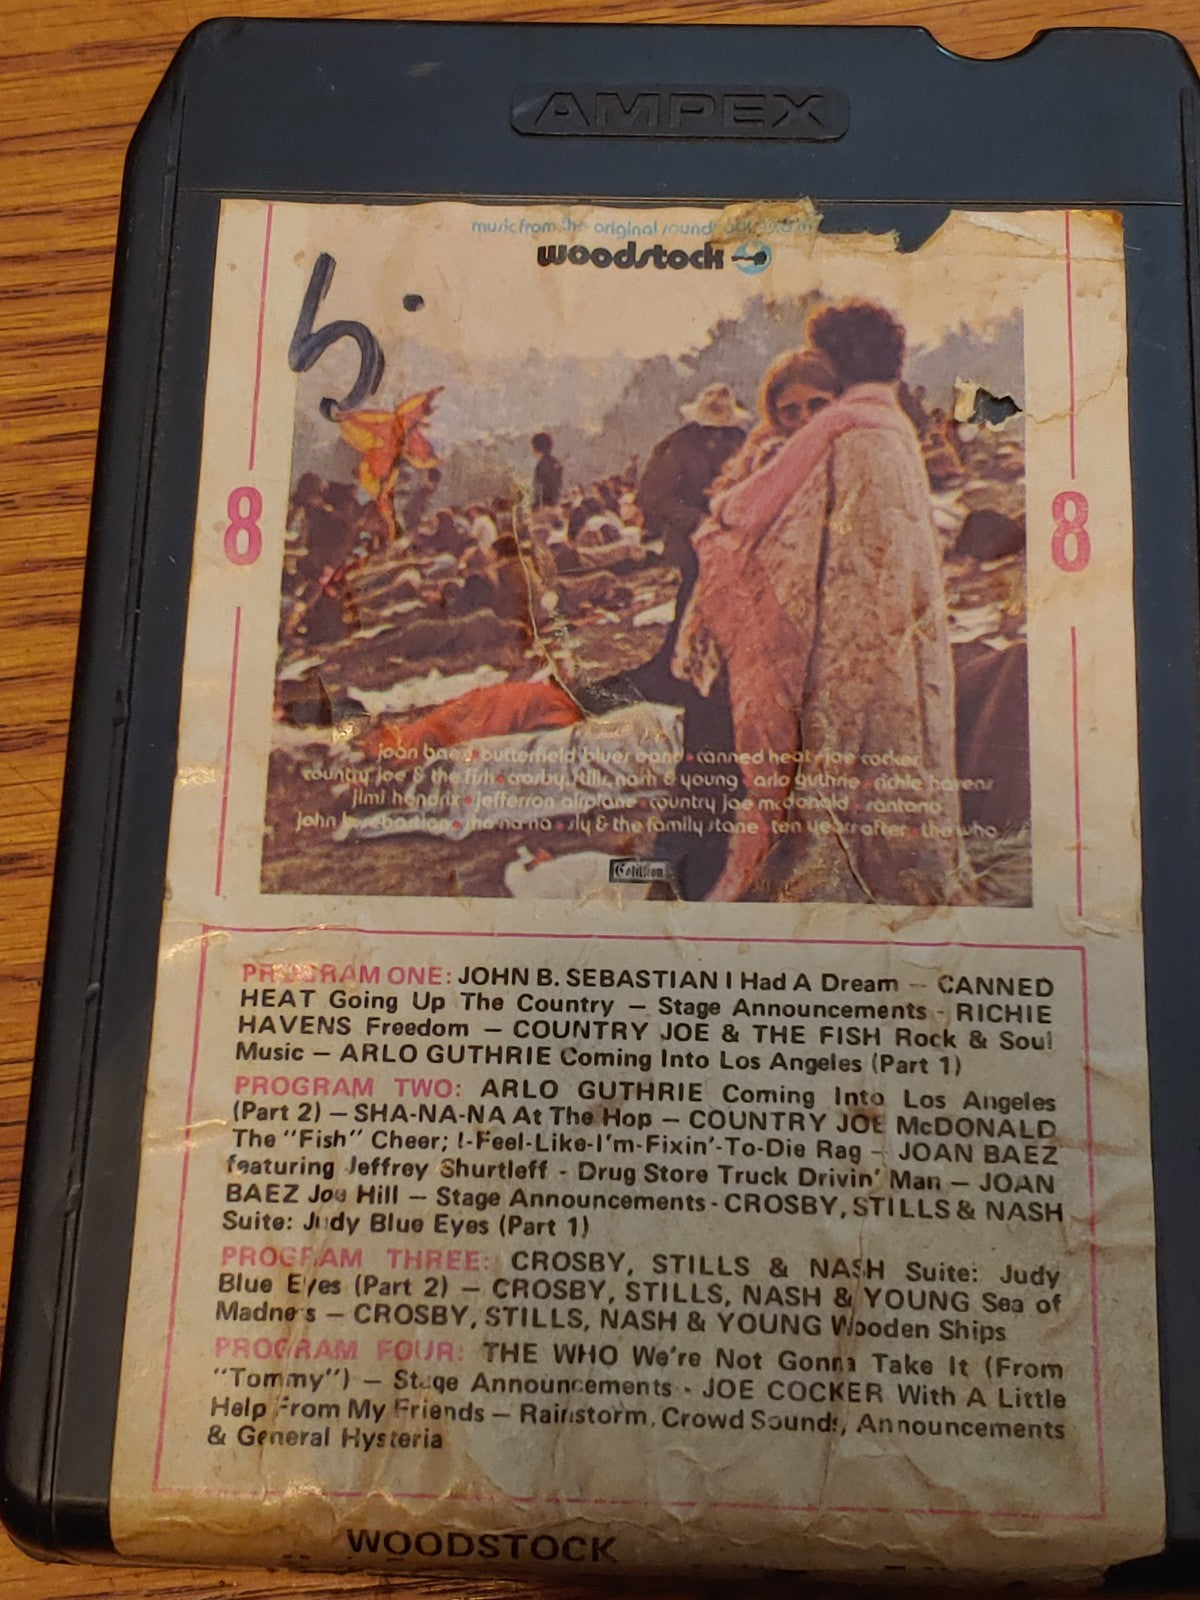 AMPEX
music from the original
woodstock
5.
8
8
joan baez • butterfield blues band • canned heat • joe cocker
country joe & the fish • crosby, stills, nash & young • arlo guthrie • richie havens
jimi hendrix • jefferson airplane • country joe mcdonald • santana
john b. sebastian • sha na na • sly & the family stone • ten years after • the who
Cotillion
PROGRAM ONE: JOHN B. SEBASTIAN I Had A Dream — CANNED
HEAT Going Up The Country — Stage Announcements - RICHIE
HAVENS Freedom — COUNTRY JOE & THE FISH Rock & Soul
Music — ARLO GUTHRIE Coming Into Los Angeles (Part 1)
PROGRAM TWO: ARLO GUTHRIE Coming Into Los Angeles
(Part 2) — SHA-NA-NA At The Hop — COUNTRY JOE McDONALD
The "Fish" Cheer; I-Feel-Like-I'm-Fixin'-To-Die Rag — JOAN BAEZ
featuring Jeffrey Shurtleff - Drug Store Truck Drivin' Man — JOAN
BAEZ Joe Hill — Stage Announcements - CROSBY, STILLS & NASH
Suite: Judy Blue Eyes (Part 1)
PROGRAM THREE: CROSBY, STILLS & NASH Suite: Judy
Blue Eyes (Part 2) — CROSBY, STILLS, NASH & YOUNG Sea of
Madness — CROSBY, STILLS, NASH & YOUNG Wooden Ships
PROGRAM FOUR: THE WHO We're Not Gonna Take It (From
"Tommy") — Stage Announcements - JOE COCKER With A Little
Help From My Friends — Rainstorm, Crowd Sounds, Announcements
& General Hysteria
WOODSTOCK